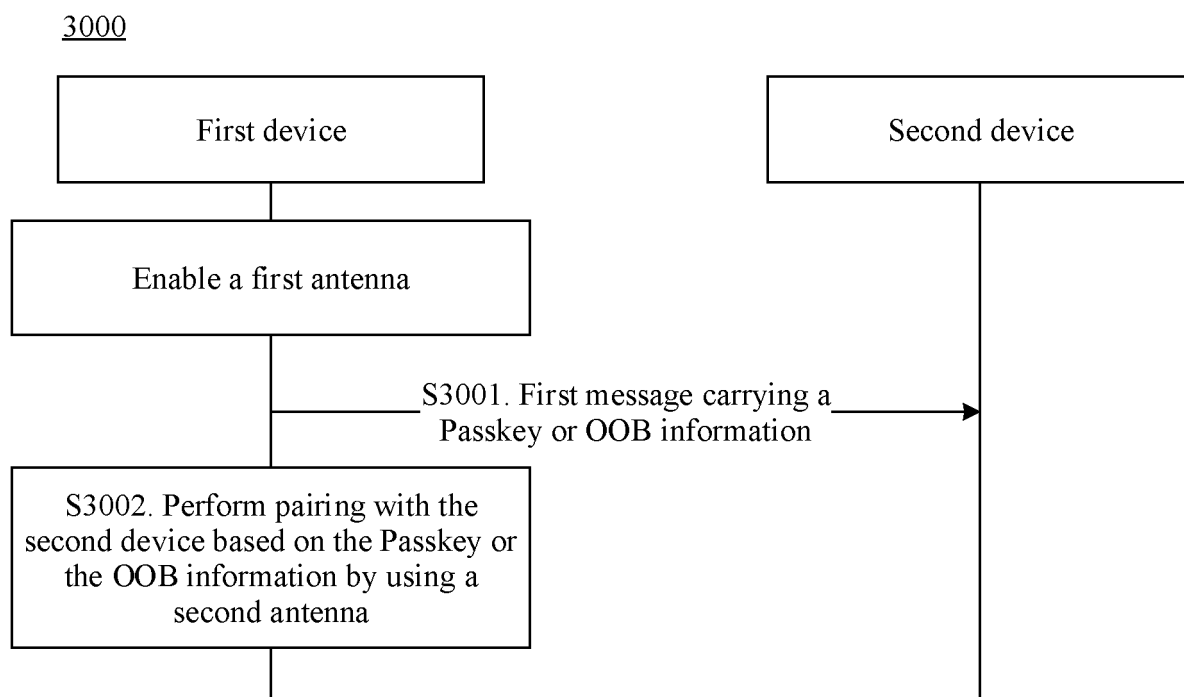 3000
First device
Second device
Enable a first antenna
S3001. First message carrying a
Passkey or OOB information
S3002. Perform pairing with the
second device based on the Passkey or
the OOB information by using a
second antenna